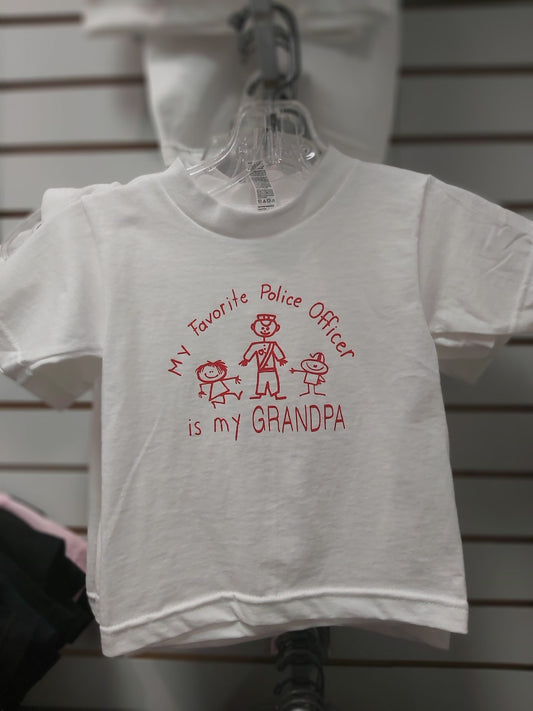 My Favorite Police Officer
is my GRANDPA